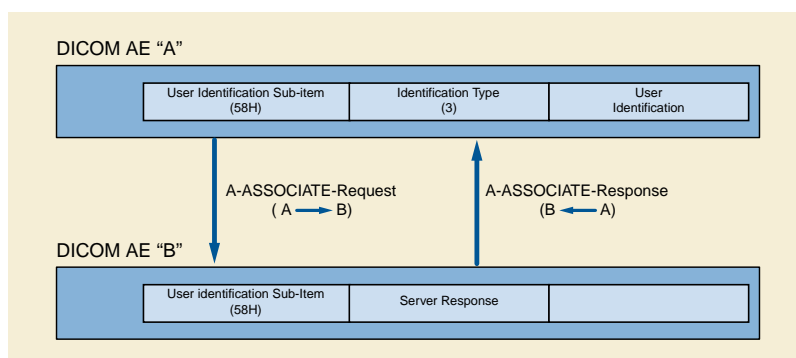 DICOM AE “A”
User Identification Sub-item
(58H)
Identification Type
(3)
User
Identification
A-ASSOCIATE-Request
( A B)
A-ASSOCIATE-Response
(B A)
DICOM AE “B”
User identification Sub-Item
(58H)
Server Response